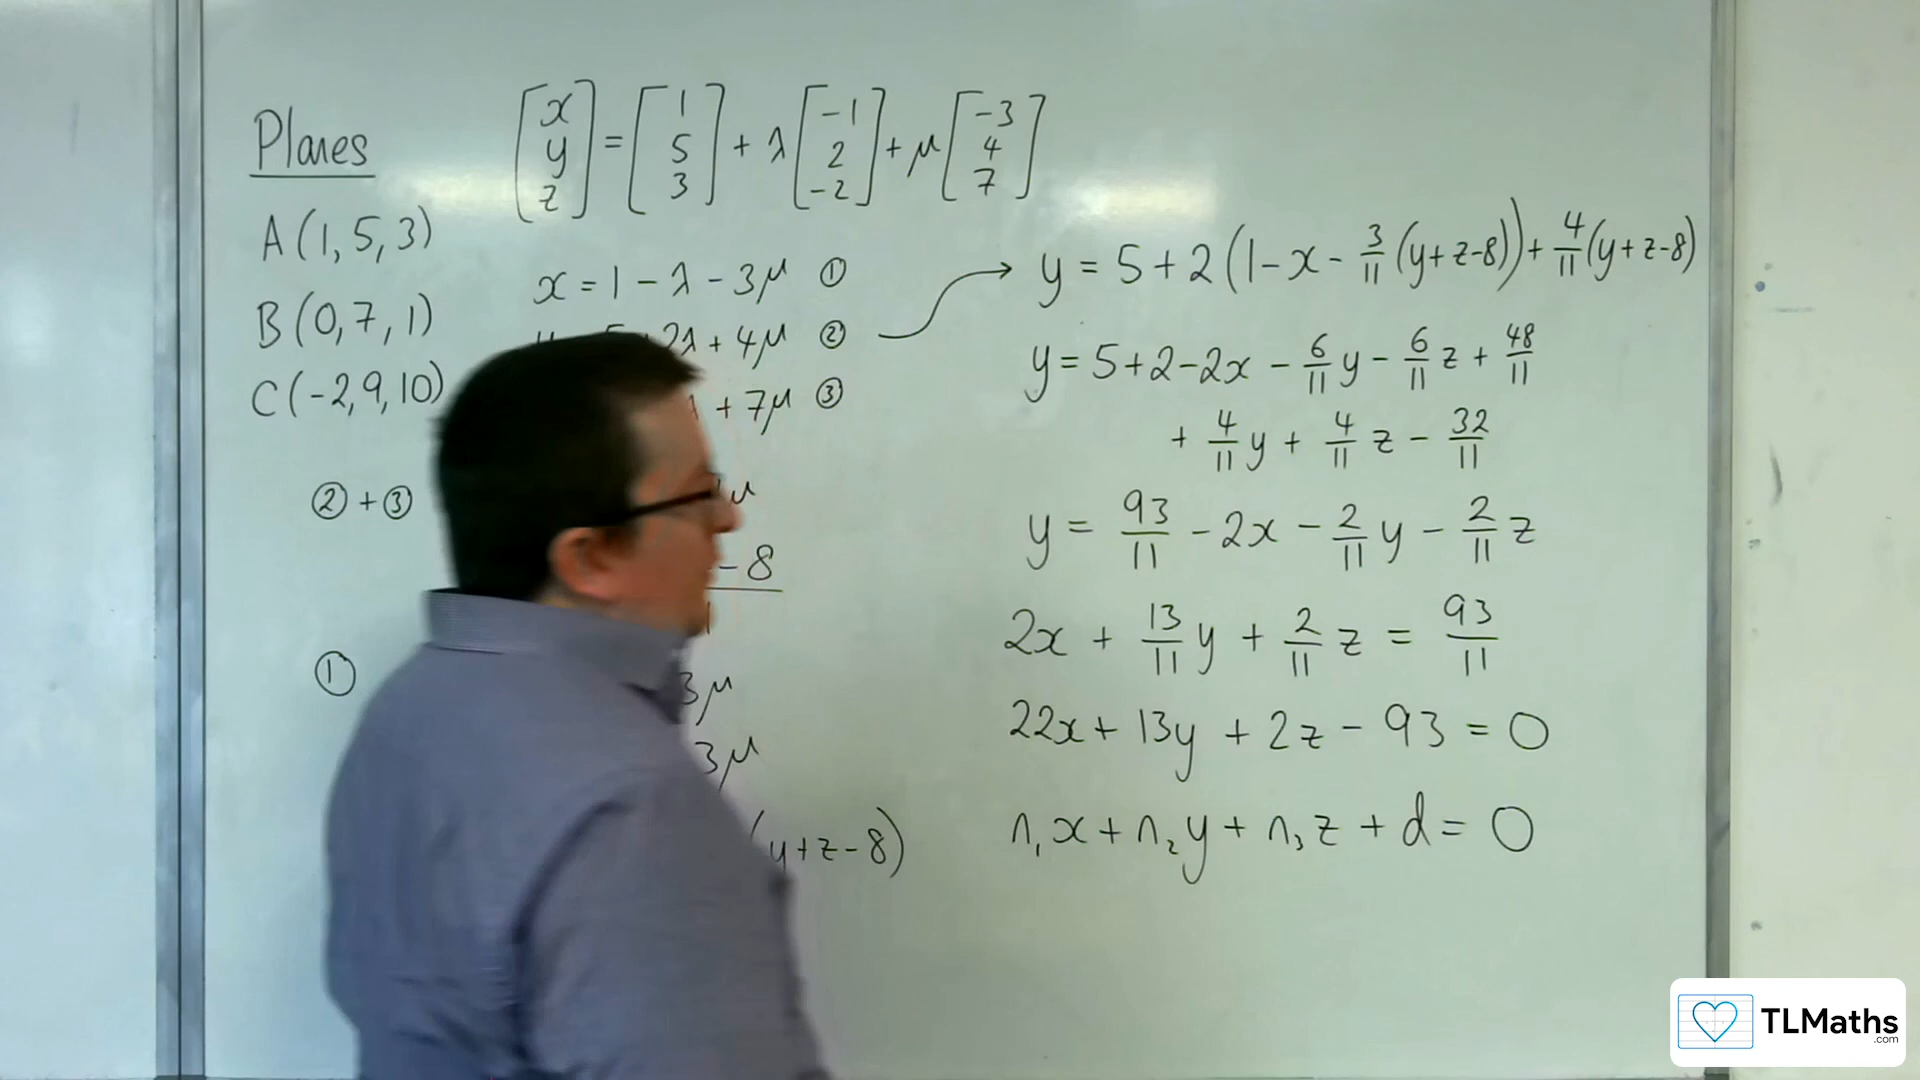 Planes
A(1, 5, 3)
B(0, 7, 1)
C(-2, 9, 10)
[x y z] = [1 5 3] + λ[-1 2 -2] + μ[-3 4 7]
x = 1 - λ - 3μ ①
2λ + 4μ ②
+ 7μ ③
② + ③
μ
- 8
①
3μ
3μ
(y+z-8)
y = 5 + 2(1-x - 3/11(y+z-8)) + 4/11(y+z-8)
y = 5+2-2x - 6/11 y - 6/11 z + 48/11
+ 4/11 y + 4/11 z - 32/11
y = 93/11 - 2x - 2/11 y - 2/11 z
2x + 13/11 y + 2/11 z = 93/11
22x + 13y + 2z - 93 = 0
n₁x + n₂y + n₃z + d = 0
TLMaths
.com